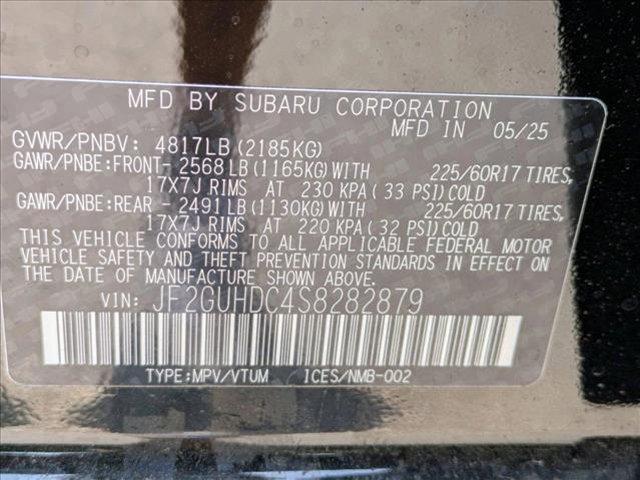 MFD BY SUBARU CORPORATION
MFD IN 05/25
GVWR/PNBV: 4817LB (2185KG)
GAWR/PNBE:FRONT- 2568 LB (1165KG) WITH 225/60R17 TIRES,
17X7J RIMS AT 230 KPA ( 33 PSI) COLD
GAWR/PNBE:REAR - 2491 LB (1130KG) WITH 225/60R17 TIRES,
17X7J RIMS AT 220 KPA ( 32 PSI) COLD
THIS VEHICLE CONFORMS TO ALL APPLICABLE FEDERAL MOTOR
VEHICLE SAFETY AND THEFT PREVENTION STANDARDS IN EFFECT ON
THE DATE OF MANUFACTURE SHOWN ABOVE.
VIN: JF2GUHDC4S8282879
TYPE:MPV/VTUM ICES/NMB-002